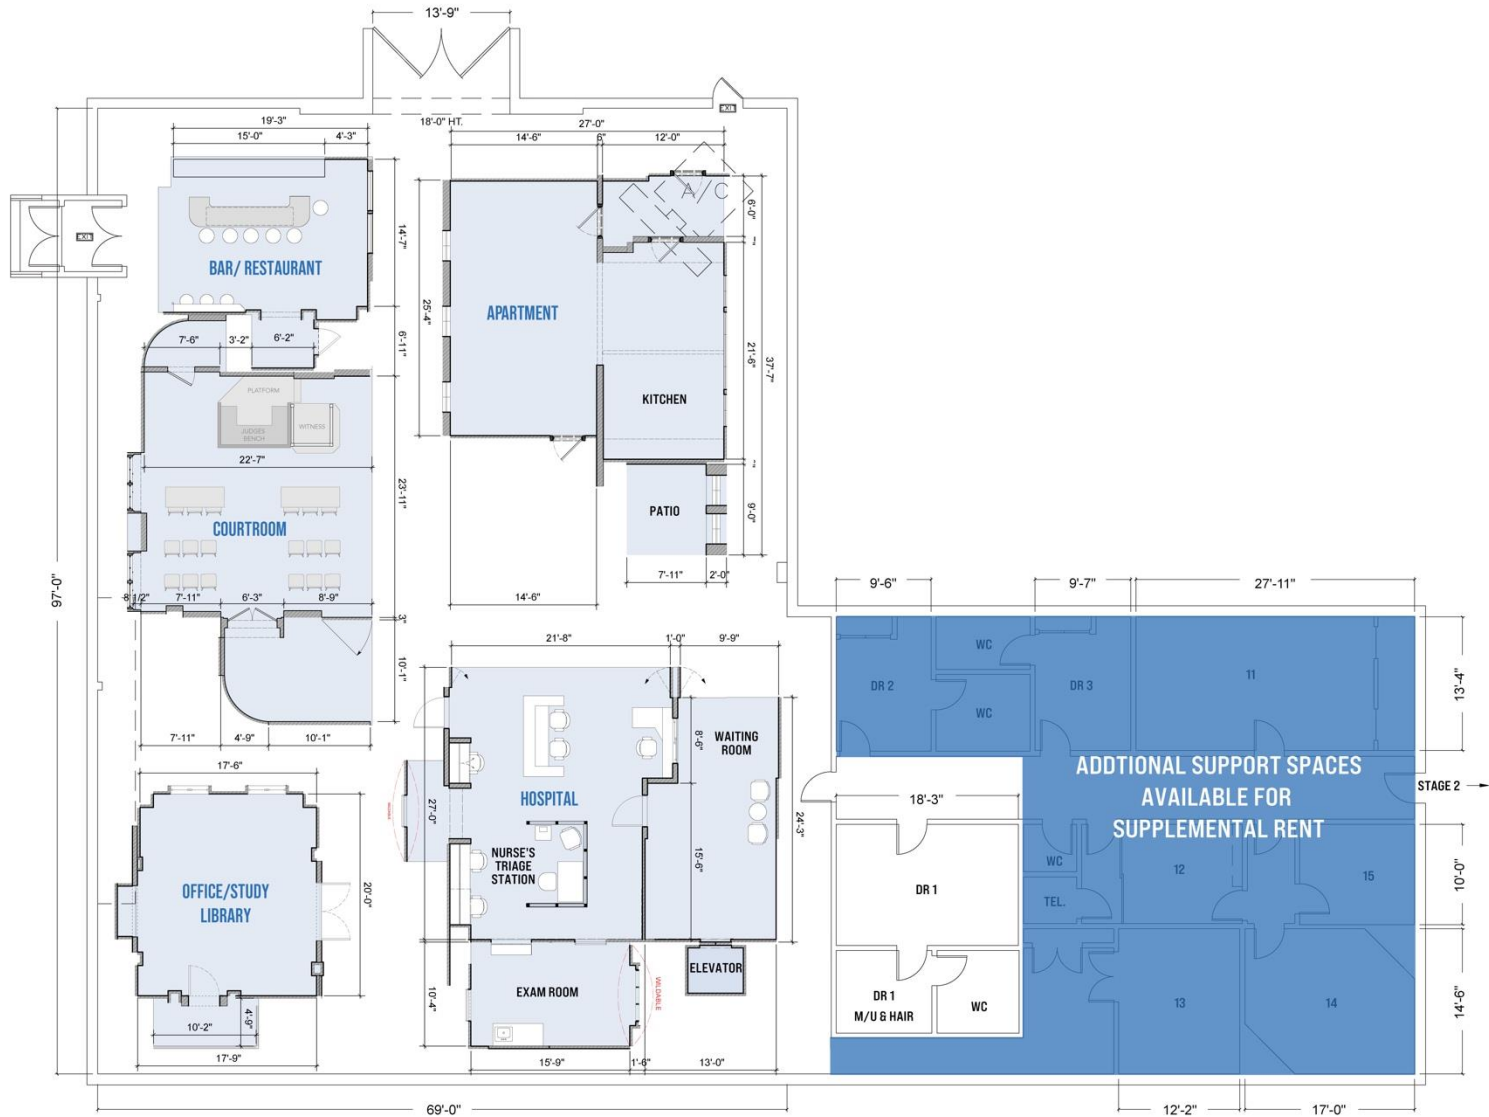 13'-9"
EXIT
18'-0" HT.
19'-3"
15'-0"
4'-3"
27'-0"
14'-6"
6"
12'-0"
A/C
6'-0"
EXIT
14'-7"
BAR/ RESTAURANT
25'-4"
APARTMENT
7'-6"
3'-2"
6'-2"
6'-11"
21'-6"
37'-7"
PLATFORM
JUDGES
BENCH
WITNESS
KITCHEN
22'-7"
23'-11"
COURTROOM
PATIO
9'-0"
97'-0"
7'-11"
2'-0"
8 1/2"
7'-11"
6'-3"
8'-9"
14'-6"
3"
9'-6"
9'-7"
27'-11"
10'-1"
21'-8"
1'-0"
9'-9"
WC
DR 2
DR 3
WC
11
13'-4"
7'-11"
4'-9"
10'-1"
WAITING
ROOM
8'-6"
17'-6"
ADDTIONAL SUPPORT SPACES
AVAILABLE FOR
SUPPLEMENTAL RENT
STAGE 2
HOSPITAL
27'-0"
24'-3"
18'-3"
NURSE'S
TRIAGE
STATION
15'-6"
WC
12
15
10'-0"
OFFICE/STUDY
LIBRARY
20'-0"
DR 1
TEL.
ELEVATOR
EXAM ROOM
WILDABLE
10'-4"
DR 1
M/U & HAIR
WC
13
14
14'-6"
4'-9"
10'-2"
17'-9"
15'-9"
1'-6"
13'-0"
69'-0"
12'-2"
17'-0"